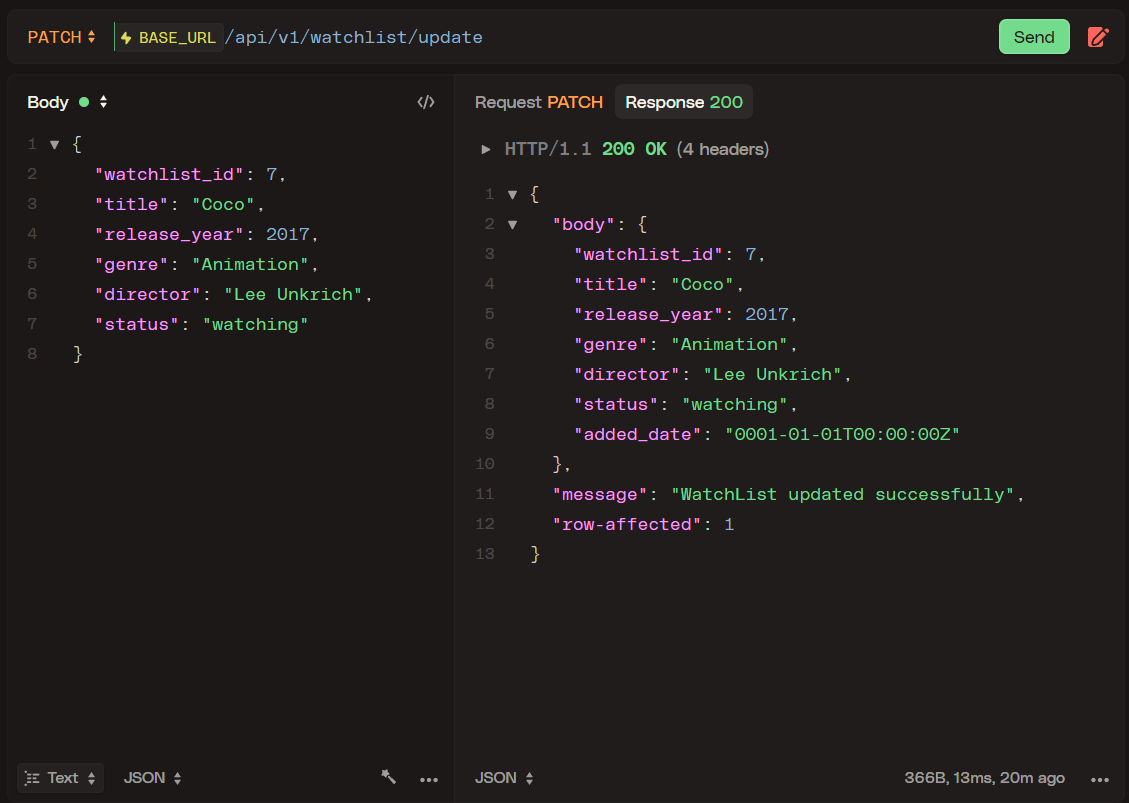 PATCH BASE_URL /api/v1/watchlist/update Send
Body </>
1 {
2 "watchlist_id": 7,
3 "title": "Coco",
4 "release_year": 2017,
5 "genre": "Animation",
6 "director": "Lee Unkrich",
7 "status": "watching"
8 }
Text JSON
Request PATCH Response 200
HTTP/1.1 200 OK (4 headers)
1 {
2 "body": {
3 "watchlist_id": 7,
4 "title": "Coco",
5 "release_year": 2017,
6 "genre": "Animation",
7 "director": "Lee Unkrich",
8 "status": "watching",
9 "added_date": "0001-01-01T00:00:00Z"
10 },
11 "message": "WatchList updated successfully",
12 "row-affected": 1
13 }
JSON 366B, 13ms, 20m ago